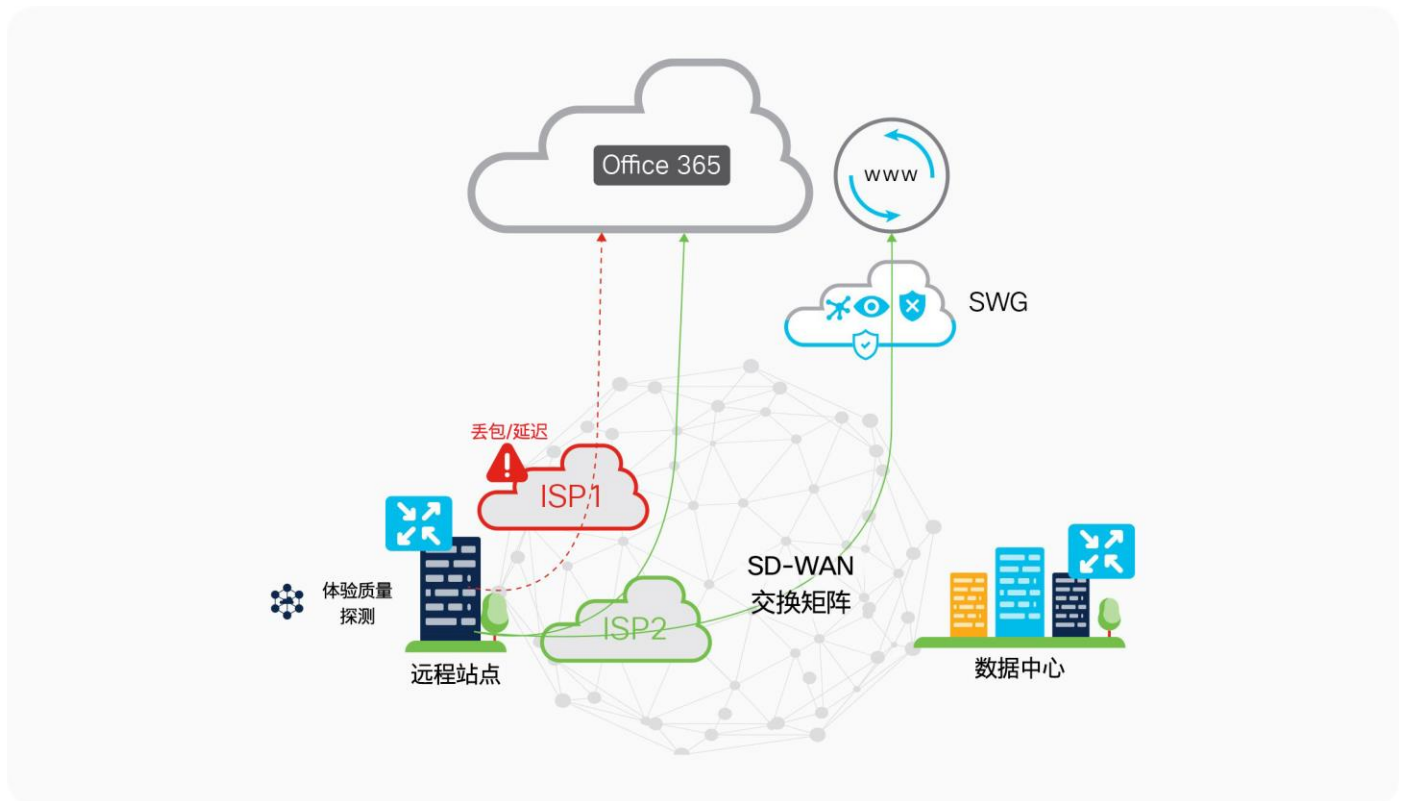 Office 365
www
SWG
丢包/延迟
ISP1
SD-WAN
交换矩阵
体验质量
探测
ISP2
远程站点
数据中心